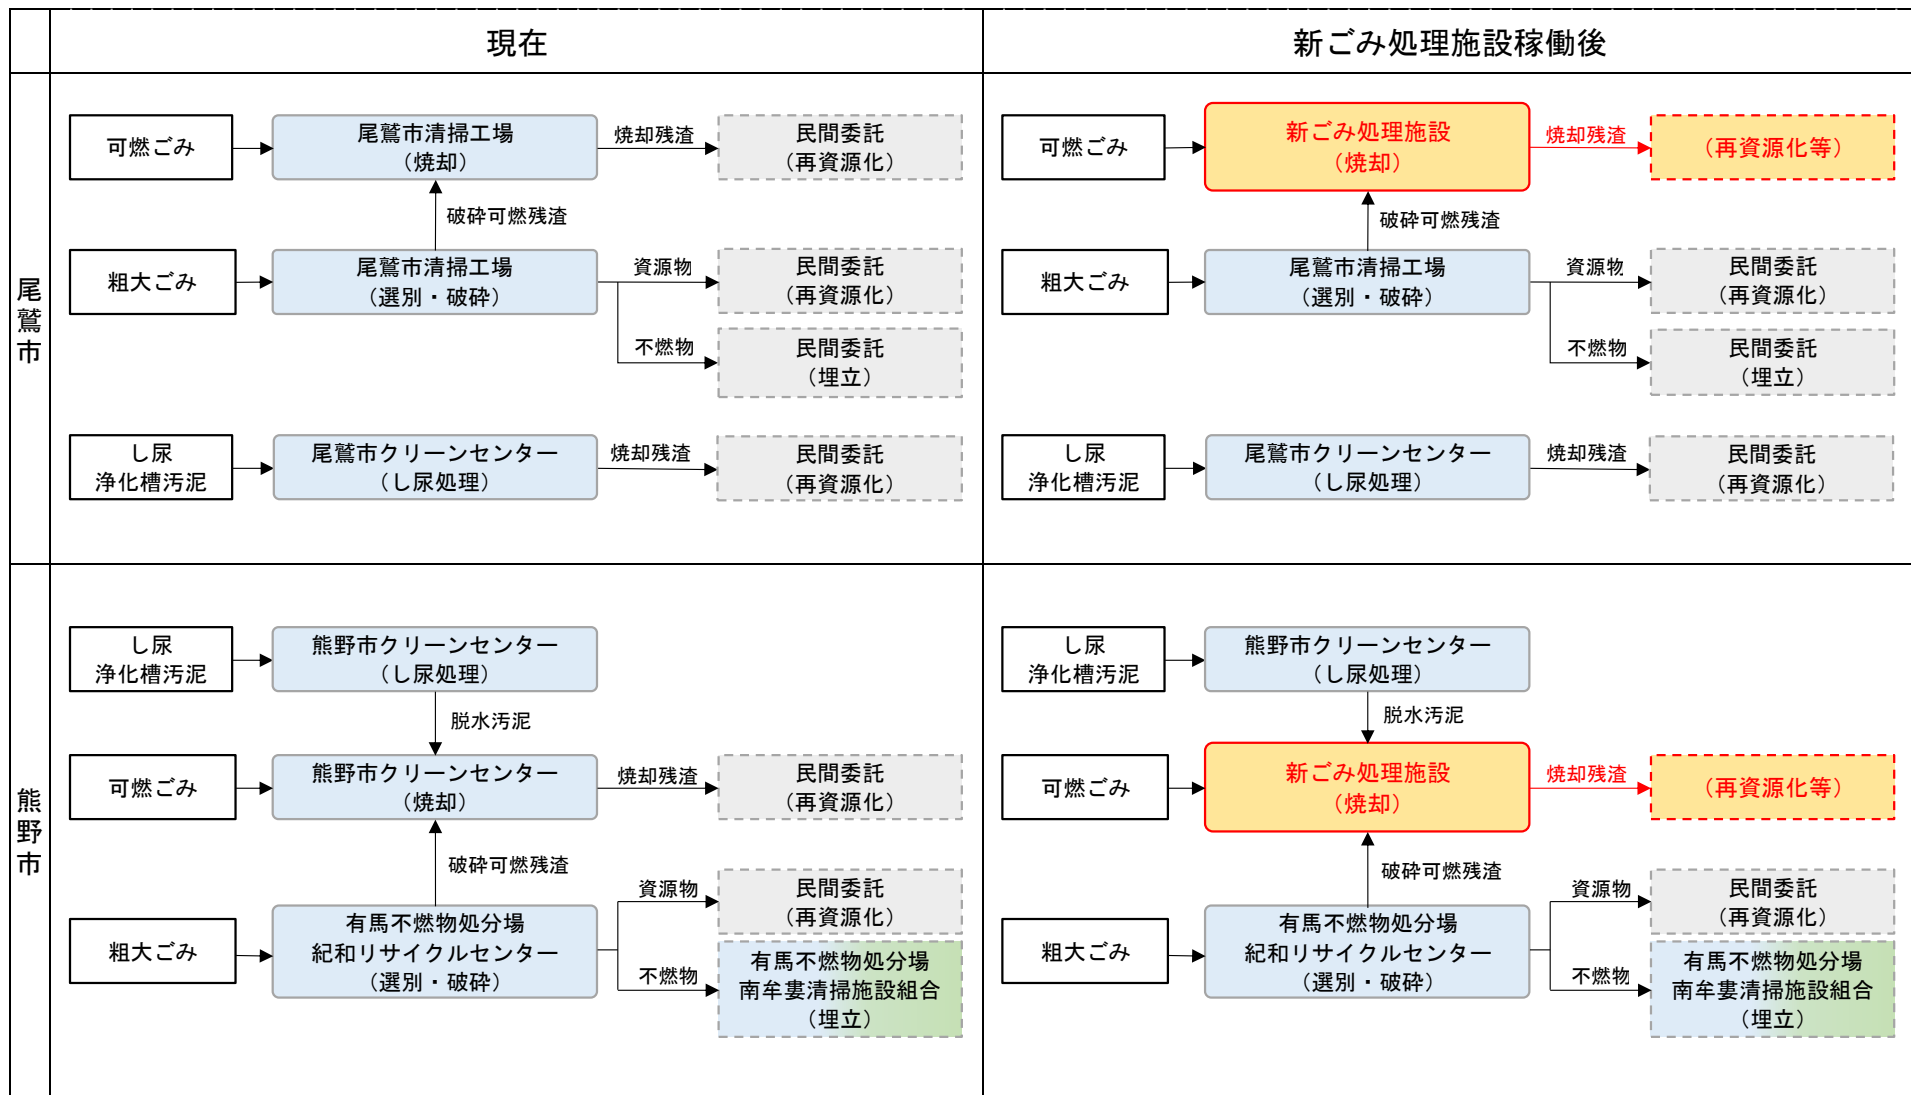 現在
新ごみ処理施設稼働後
尾鷲市
可燃ごみ
尾鷲市清掃工場
（焼却）
焼却残渣
民間委託
（再資源化）
破砕可燃残渣
粗大ごみ
尾鷲市清掃工場
（選別・破砕）
資源物
民間委託
（再資源化）
不燃物
民間委託
（埋立）
し尿
浄化槽汚泥
尾鷲市クリーンセンター
（し尿処理）
焼却残渣
民間委託
（再資源化）
可燃ごみ
新ごみ処理施設
（焼却）
焼却残渣
（再資源化等）
破砕可燃残渣
粗大ごみ
尾鷲市清掃工場
（選別・破砕）
資源物
民間委託
（再資源化）
不燃物
民間委託
（埋立）
し尿
浄化槽汚泥
尾鷲市クリーンセンター
（し尿処理）
焼却残渣
民間委託
（再資源化）
熊野市
し尿
浄化槽汚泥
熊野市クリーンセンター
（し尿処理）
脱水汚泥
可燃ごみ
熊野市クリーンセンター
（焼却）
焼却残渣
民間委託
（再資源化）
破砕可燃残渣
粗大ごみ
有馬不燃物処分場
紀和リサイクルセンター
（選別・破砕）
資源物
民間委託
（再資源化）
不燃物
有馬不燃物処分場
南牟婁清掃施設組合
（埋立）
し尿
浄化槽汚泥
熊野市クリーンセンター
（し尿処理）
脱水汚泥
可燃ごみ
新ごみ処理施設
（焼却）
焼却残渣
（再資源化等）
破砕可燃残渣
粗大ごみ
有馬不燃物処分場
紀和リサイクルセンター
（選別・破砕）
資源物
民間委託
（再資源化）
不燃物
有馬不燃物処分場
南牟婁清掃施設組合
（埋立）